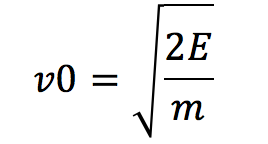 v0 = √(2E/m)